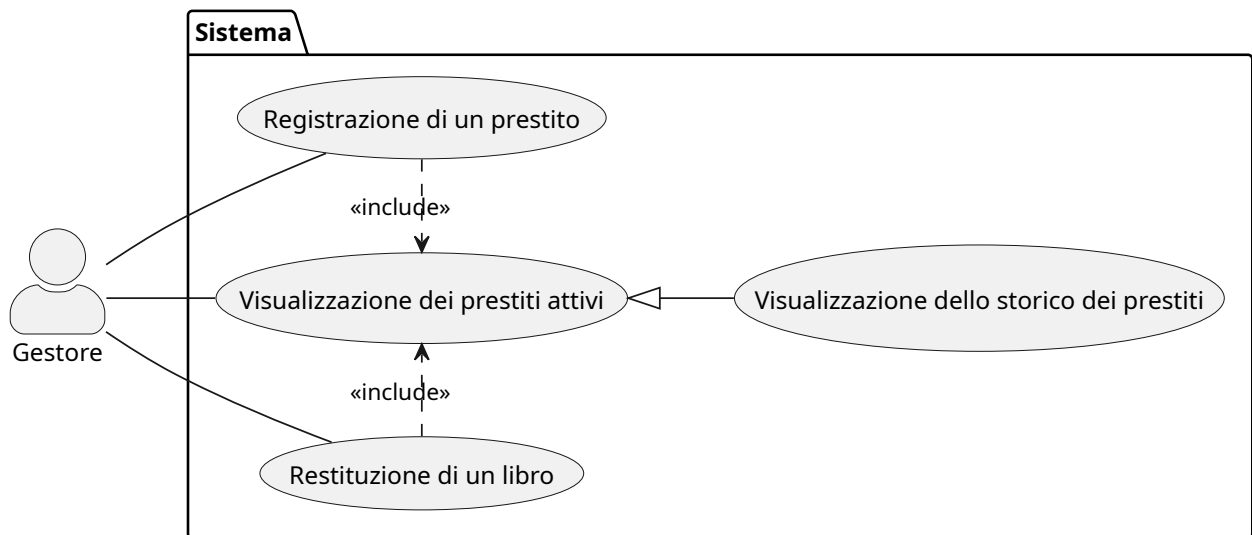 Sistema
Registrazione di un prestito
«include»
Visualizzazione dei prestiti attivi
Visualizzazione dello storico dei prestiti
Gestore
«include»
Restituzione di un libro